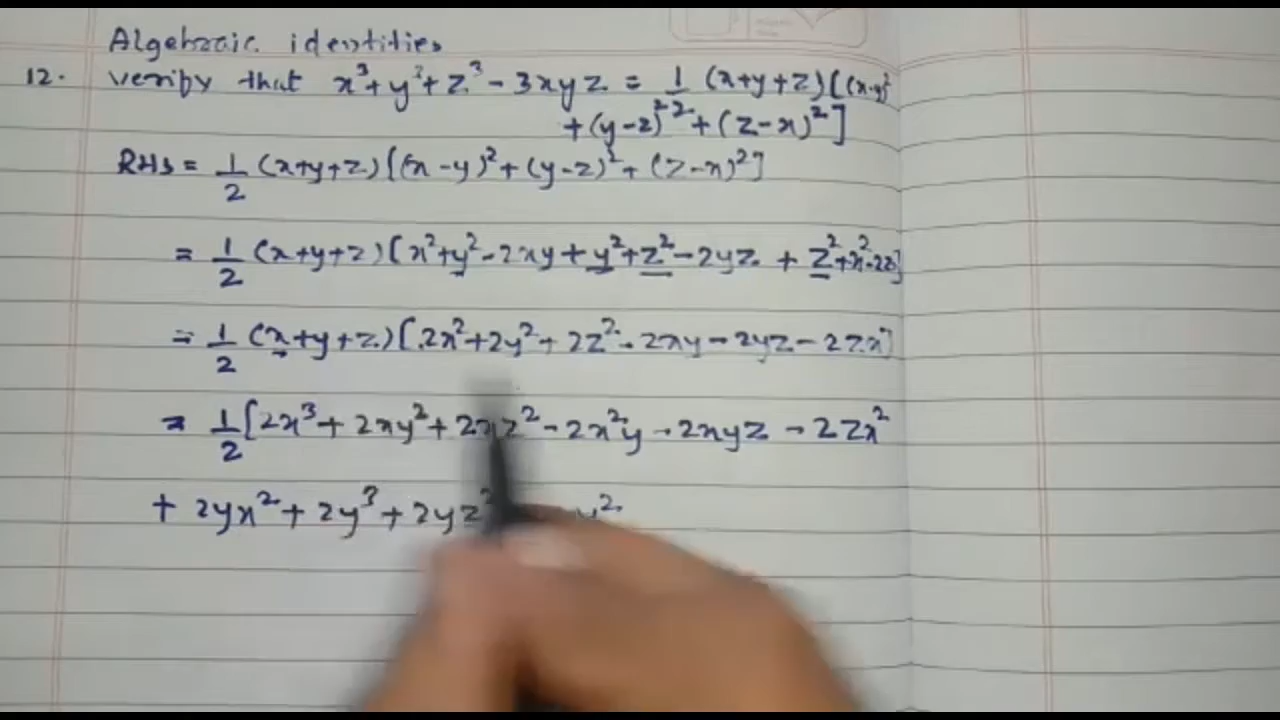 Algebraic identities
12. verify that x³+y³+z³-3xyz = 1/2 (x+y+z)[(x-y)²
+(y-z)²+(z-x)²]
RHS = 1/2 (x+y+z)[(x-y)²+(y-z)²+(z-x)²]
= 1/2 (x+y+z)[x²+y²-2xy+y²+z²-2yz + z²+x²-2zx]
= 1/2 (x+y+z)[2x²+2y²+2z²-2xy-2yz-2zx]
= 1/2 [2x³+2xy²+2xz²-2x²y-2xyz-2zx²
+ 2yx²+2y³+2yz² y²